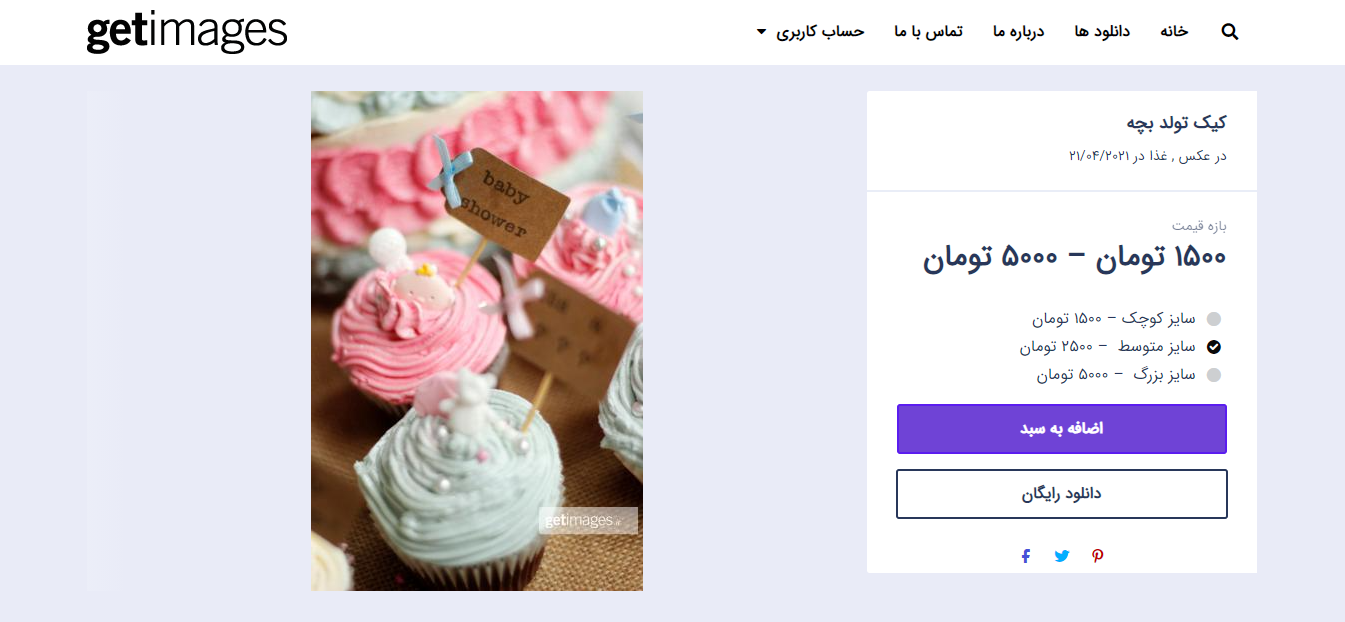 getimages
خانه دانلود ها درباره ما تماس با ما حساب کاربری
کیک تولد بچه
در عکس , غذا در ۲۱/۰۴/۲۰۲۱
بازه قیمت
۱۵۰۰ تومان – ۵۰۰۰ تومان
سایز کوچک – ۱۵۰۰ تومان
سایز متوسط – ۲۵۰۰ تومان
سایز بزرگ – ۵۰۰۰ تومان
اضافه به سبد
دانلود رایگان
baby
shower
getimages